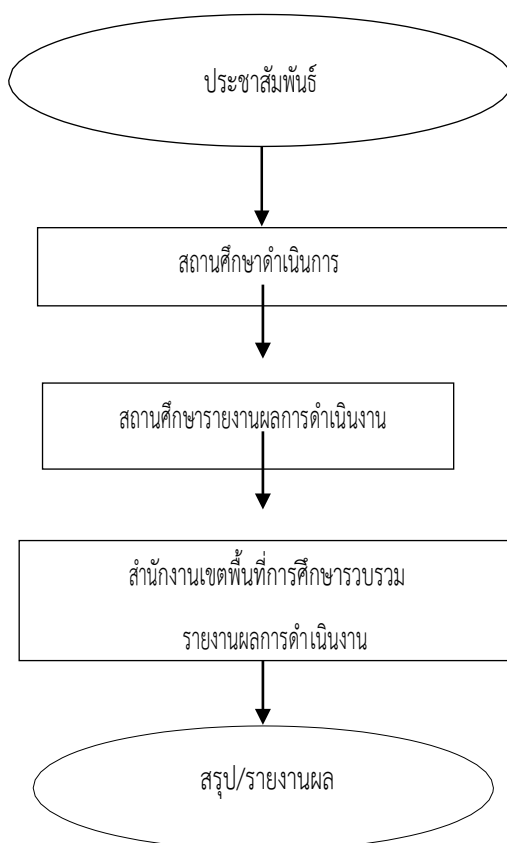 ประชาสัมพันธ์
สถานศึกษาดำเนินการ
สถานศึกษารายงานผลการดำเนินงาน
สำนักงานเขตพื้นที่การศึกษารวบรวม
รายงานผลการดำเนินงาน
สรุป/รายงานผล